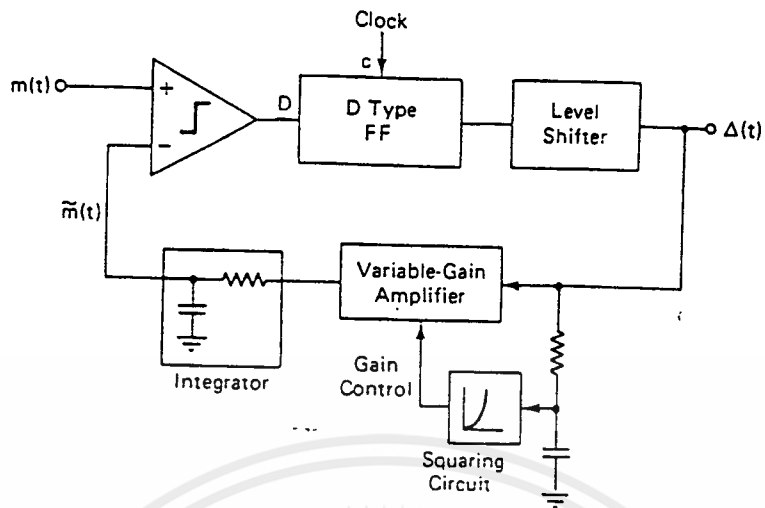 Clock
c
m(t)
+
D
D Type
FF
Level
Shifter
Δ(t)
−
m̃(t)
Variable-Gain
Amplifier
Integrator
Gain
Control
Squaring
Circuit